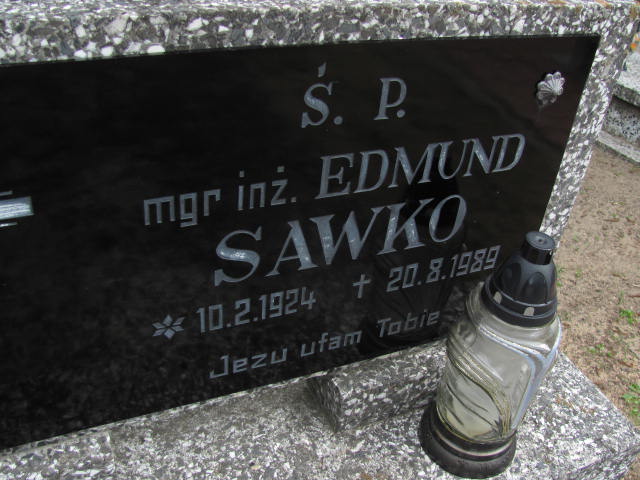 Ś. P.
mgr inż. EDMUND
SAWKO
10.2.1924 † 20.8.1989
Jezu ufam Tobie